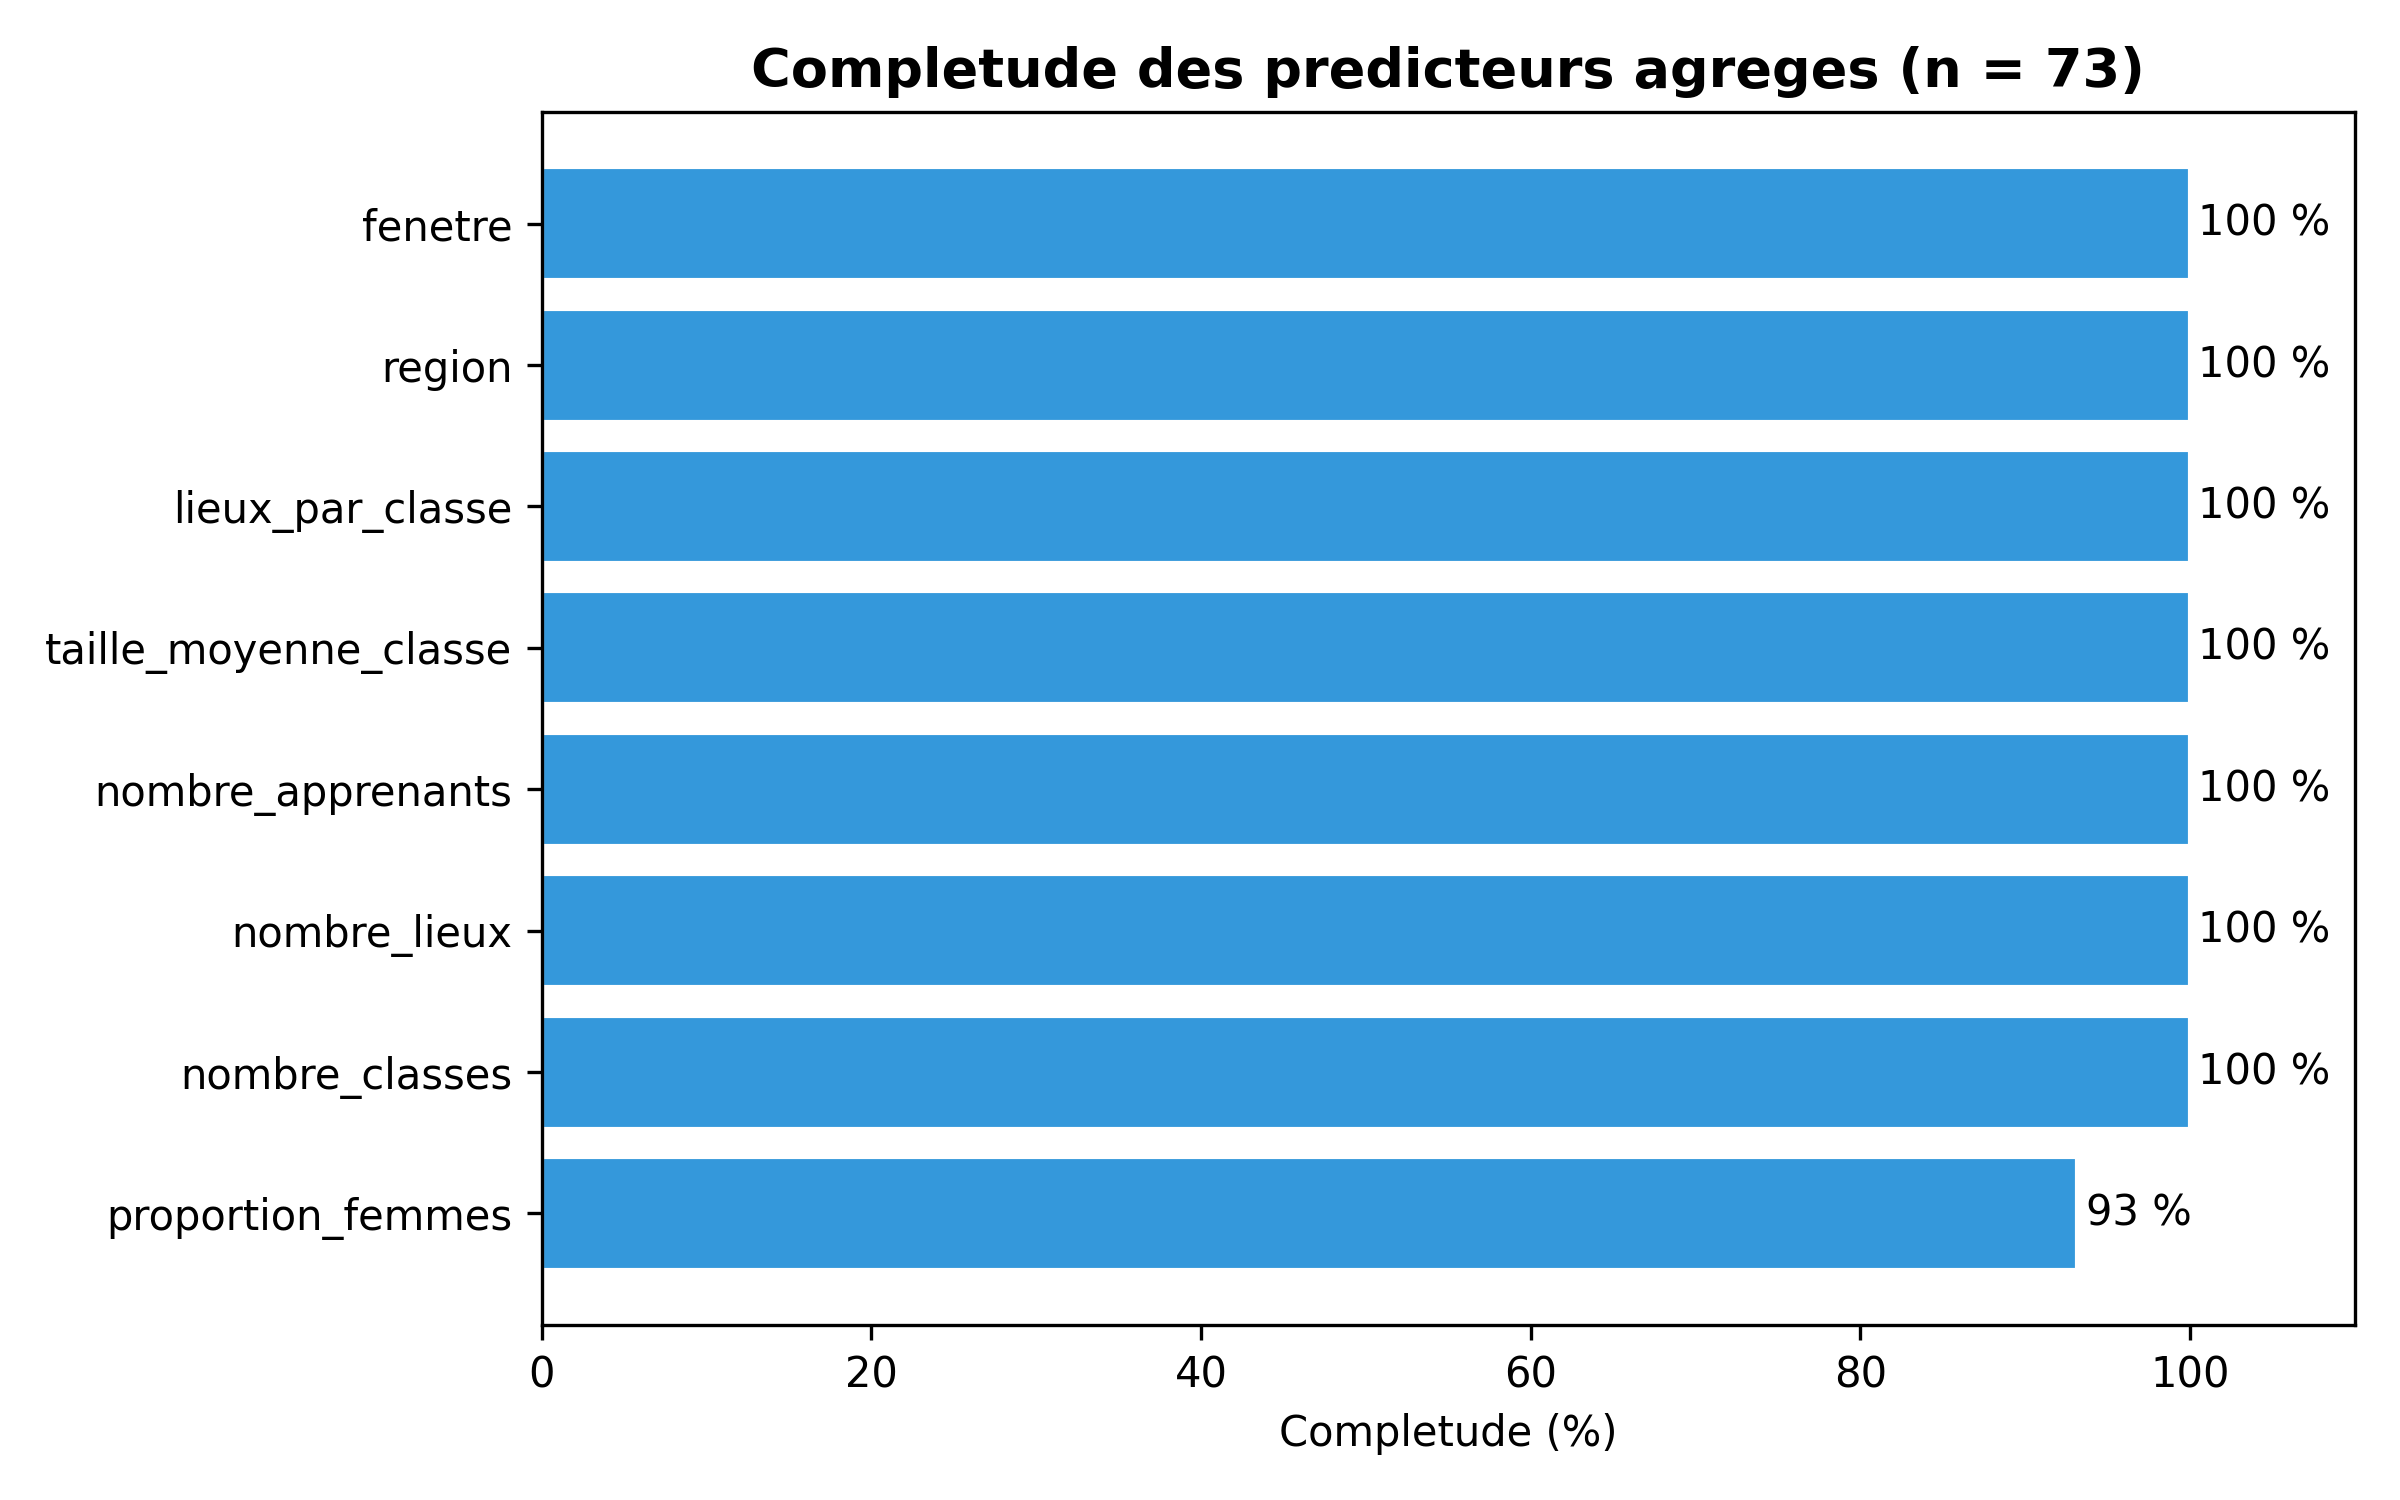 Completude des predicteurs agreges (n = 73)
fenetre 100 %
region 100 %
lieux_par_classe 100 %
taille_moyenne_classe 100 %
nombre_apprenants 100 %
nombre_lieux 100 %
nombre_classes 100 %
proportion_femmes 93 %
0 20 40 60 80 100
Completude (%)